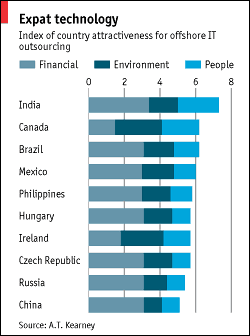 Expat technology
Index of country attractiveness for offshore IT
outsourcing
Financial Environment People
0 2 4 6 8
India
Canada
Brazil
Mexico
Philippines
Hungary
Ireland
Czech Republic
Russia
China
Source: A.T. Kearney